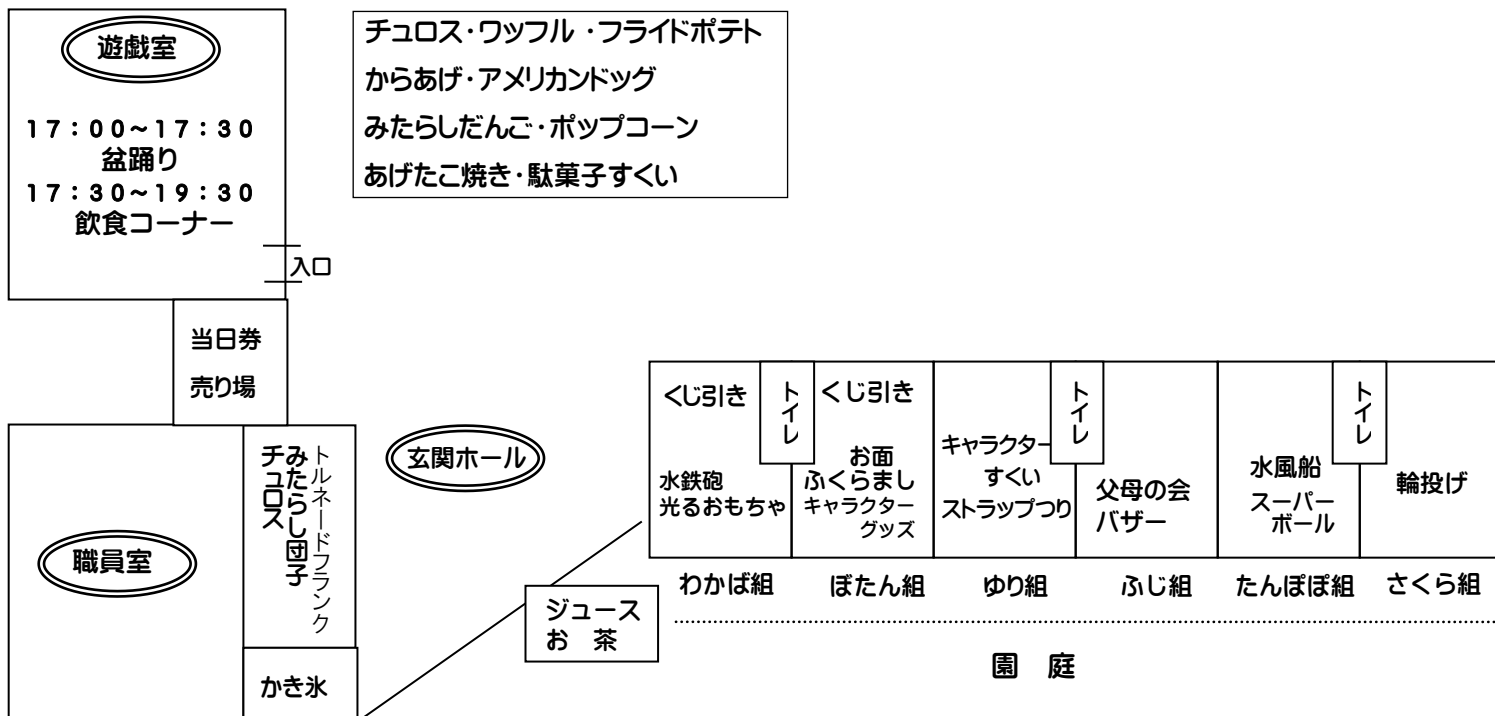 遊戯室
17:00~17:30
盆踊り
17:30~19:30
飲食コーナー
入口
チュロス・ワッフル・フライドポテト
からあげ・アメリカンドッグ
みたらしだんご・ポップコーン
あげたこ焼き・駄菓子すくい
当日券
売り場
職員室
トルネードフランク
みたらし団子
チュロス
かき氷
玄関ホール
ジュース
お 茶
くじ引き
水鉄砲
光るおもちゃ
わかば組
トイレ
くじ引き
お面
ふくらまし
キャラクター
グッズ
ぼたん組
キャラクター
すくい
ストラップつり
ゆり組
トイレ
父母の会
バザー
ふじ組
水風船
スーパー
ボール
たんぽぽ組
トイレ
輪投げ
さくら組
園 庭